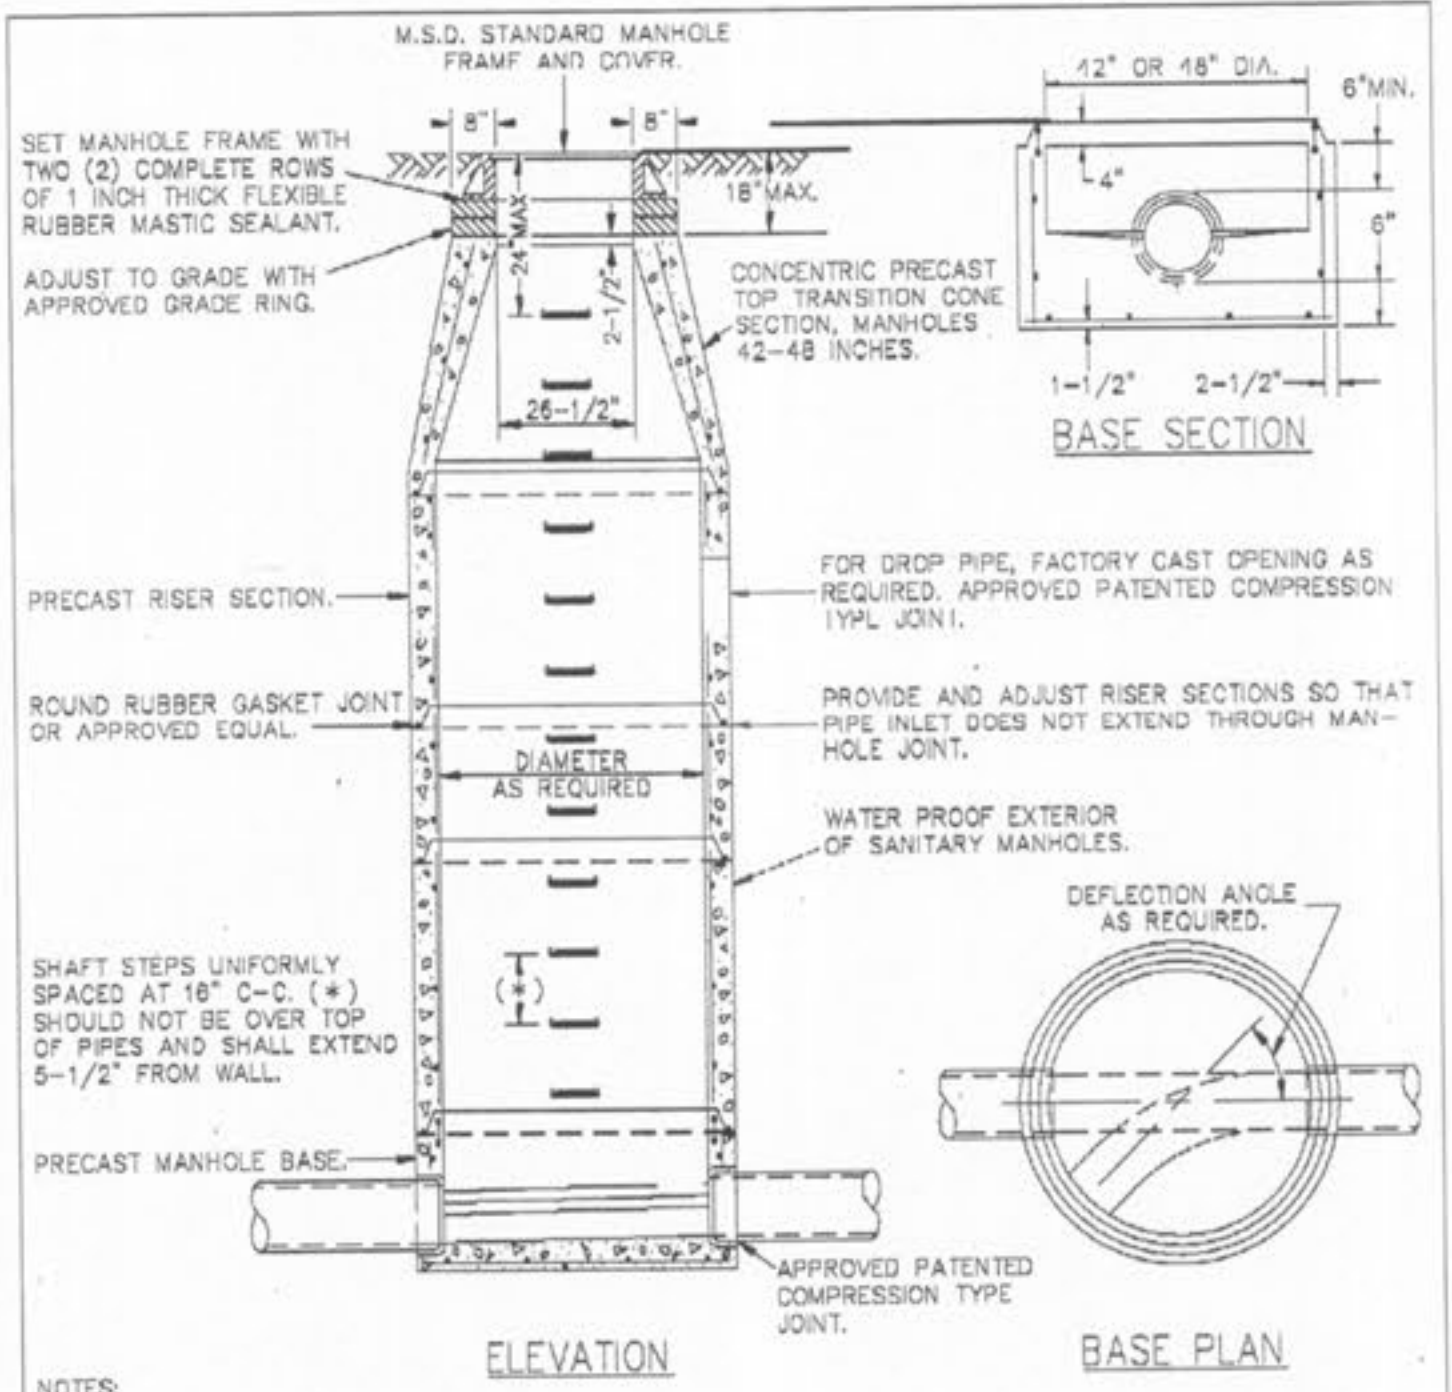 M.S.D. STANDARD MANHOLE
FRAME AND COVER.
8"
8"
SET MANHOLE FRAME WITH
TWO (2) COMPLETE ROWS
OF 1 INCH THICK FLEXIBLE
RUBBER MASTIC SEALANT.
ADJUST TO GRADE WITH
APPROVED GRADE RING.
24"MAX
18"MAX.
2-1/2"
26-1/2"
CONCENTRIC PRECAST
TOP TRANSITION CONE
SECTION, MANHOLES
42-48 INCHES.
42" OR 48" DIA.
6"MIN.
4"
6"
1-1/2"
2-1/2"
BASE SECTION
PRECAST RISER SECTION.
FOR DROP PIPE, FACTORY CAST OPENING AS
REQUIRED. APPROVED PATENTED COMPRESSION
TYPE JOINT.
ROUND RUBBER GASKET JOINT
OR APPROVED EQUAL.
PROVIDE AND ADJUST RISER SECTIONS SO THAT
PIPE INLET DOES NOT EXTEND THROUGH MAN-
HOLE JOINT.
DIAMETER
AS REQUIRED
WATER PROOF EXTERIOR
OF SANITARY MANHOLES.
DEFLECTION ANGLE
AS REQUIRED.
SHAFT STEPS UNIFORMLY
SPACED AT 16" C-C. (*)
SHOULD NOT BE OVER TOP
OF PIPES AND SHALL EXTEND
5-1/2" FROM WALL.
(*)
PRECAST MANHOLE BASE.
APPROVED PATENTED
COMPRESSION TYPE
JOINT.
ELEVATION
BASE PLAN
NOTES: